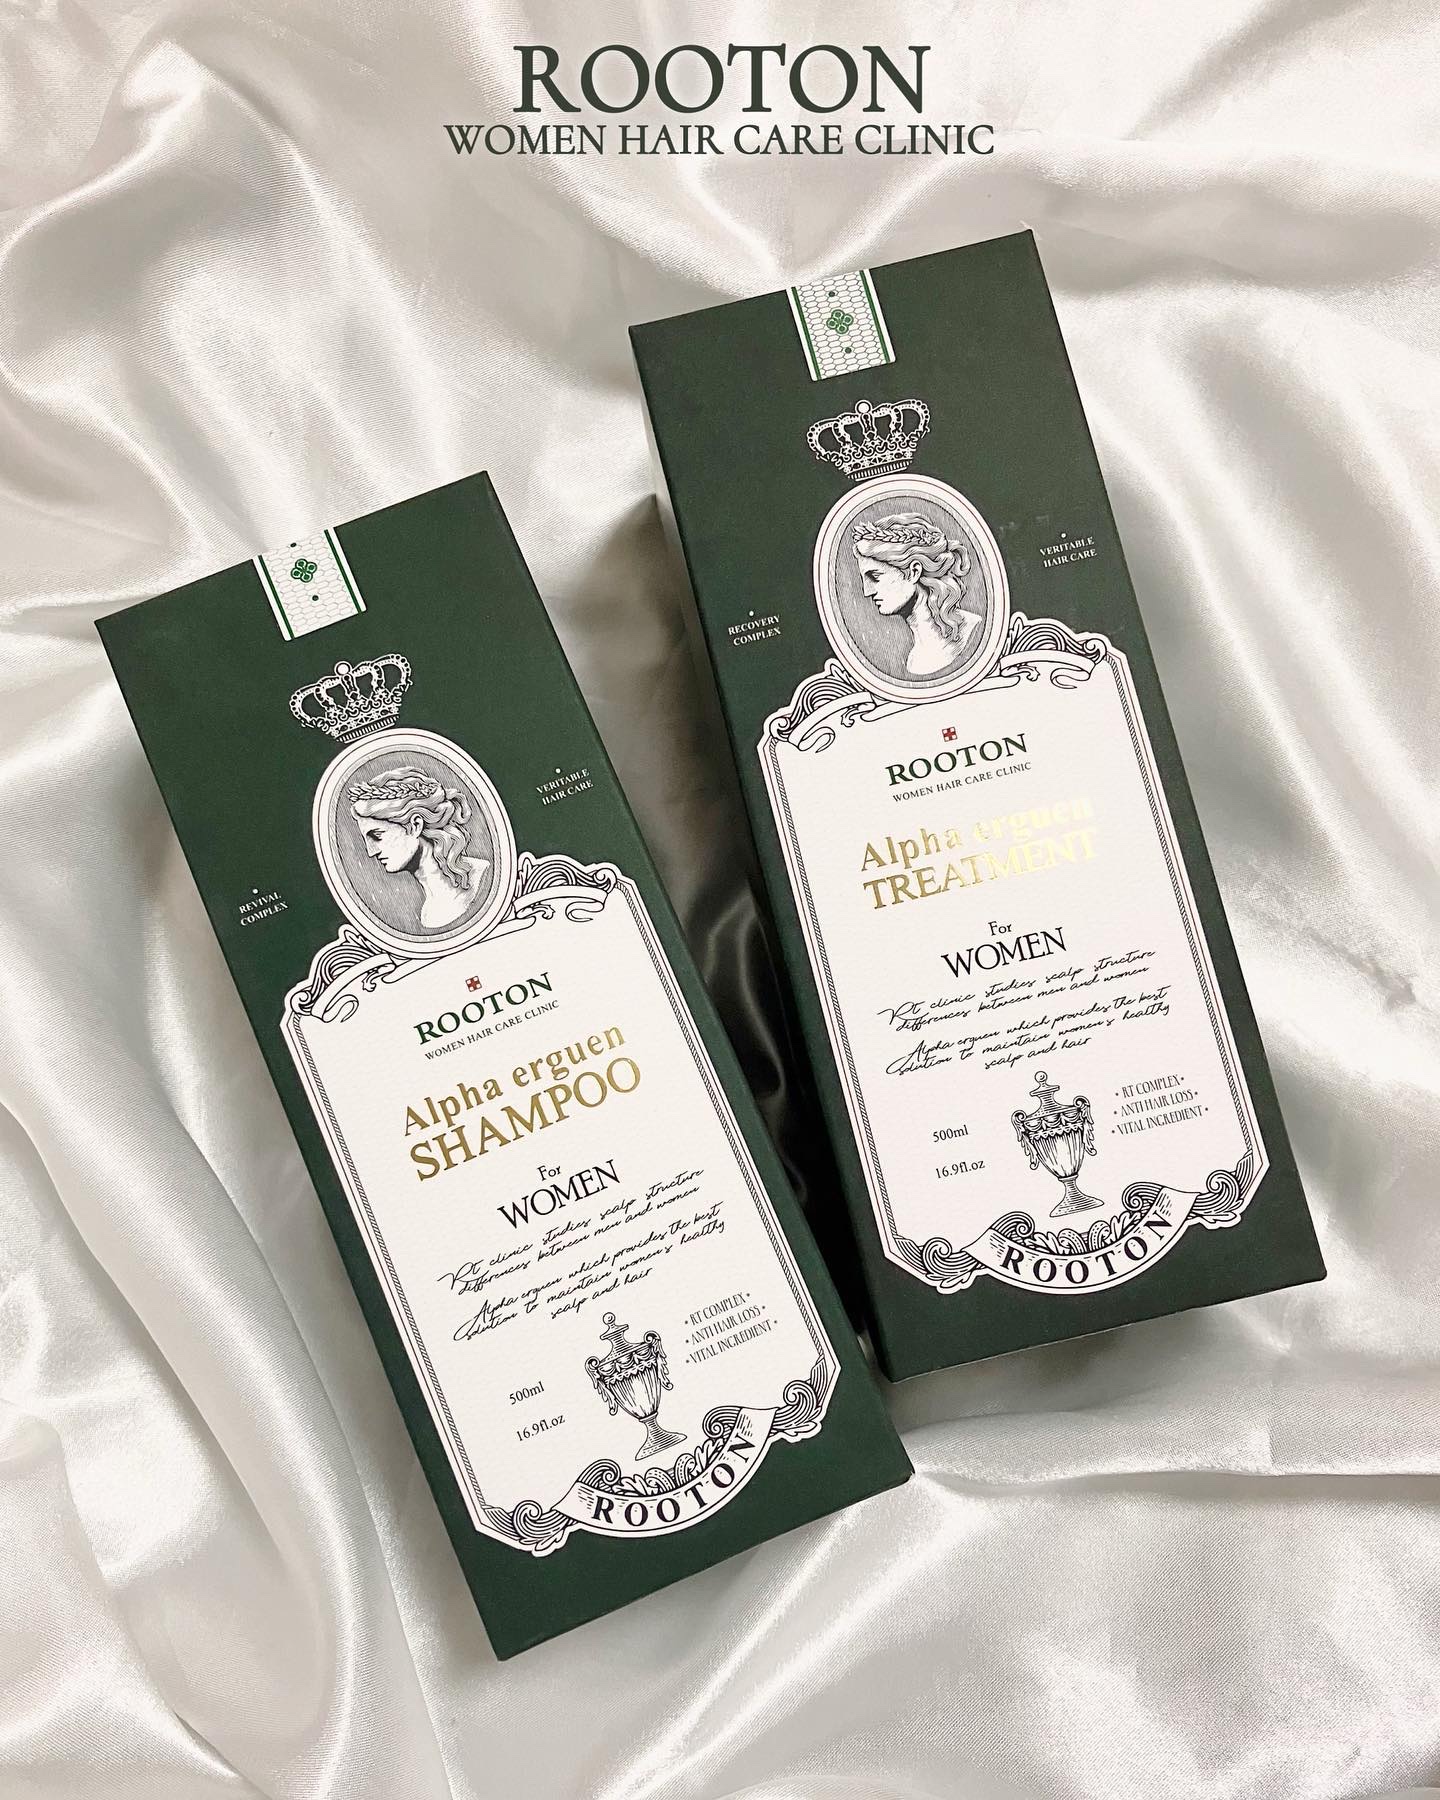 ROOTON
WOMEN HAIR CARE CLINIC
REVIVAL
COMPLEX
VERITABLE
HAIR CARE
ROOTON
WOMEN HAIR CARE CLINIC
Alpha erguen
SHAMPOO
For
WOMEN
Rt clinic studies scalp structure
differences between men and women
Alpha erguen which provides the best
solution to maintain women's healthy
scalp and hair
500ml
16.9fl.oz
• RT COMPLEX •
• ANTI HAIR LOSS •
• VITAL INGREDIENT •
ROOTON
RECOVERY
COMPLEX
VERITABLE
HAIR CARE
ROOTON
WOMEN HAIR CARE CLINIC
Alpha erguen
TREATMENT
For
WOMEN
Rt clinic studies scalp structure
differences between men and women
Alpha erguen which provides the best
solution to maintain women's healthy
scalp and hair
500ml
16.9fl.oz
• RT COMPLEX •
• ANTI HAIR LOSS •
• VITAL INGREDIENT •
ROOTON